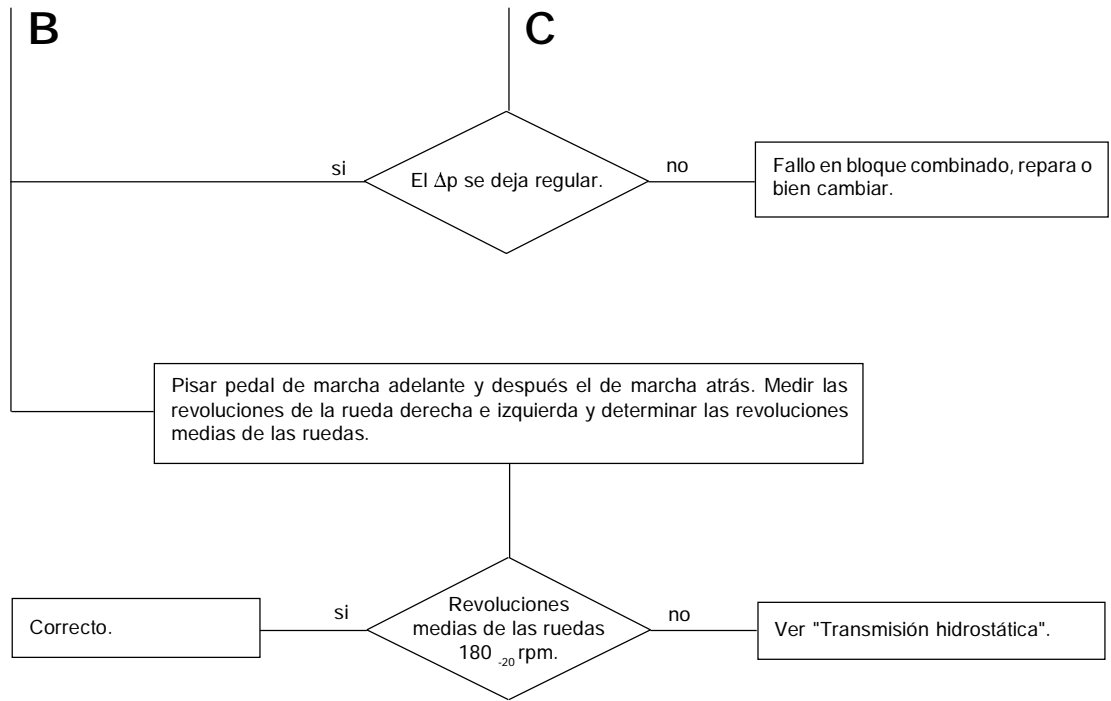 B
C
si
El Δp se deja regular.
no
Fallo en bloque combinado, repara o
bien cambiar.
Pisar pedal de marcha adelante y después el de marcha atrás. Medir las
revoluciones de la rueda derecha e izquierda y determinar las revoluciones
medias de las ruedas.
Correcto.
si
Revoluciones
medias de las ruedas
180 -20 rpm.
no
Ver "Transmisión hidrostática".